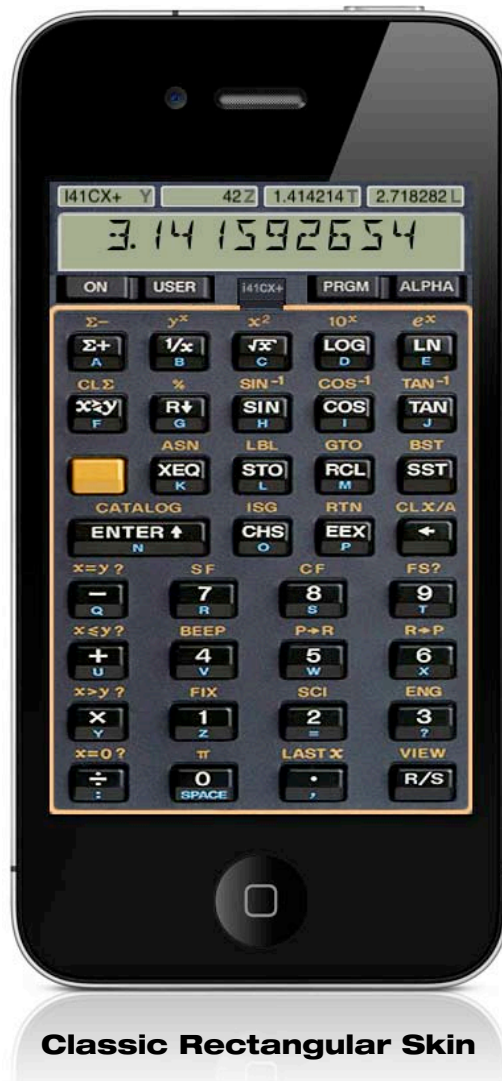 I41CX+ Y 42 Z 1.414214 T 2.718282 L
3.141592654
ON USER i41CX+ PRGM ALPHA
Σ− yˣ x² 10ˣ eˣ
Σ+ 1/x √x LOG LN
A B C D E
CLΣ % SIN⁻¹ COS⁻¹ TAN⁻¹
x≷y R↓ SIN COS TAN
F G H I J
ASN LBL GTO BST
XEQ STO RCL SST
K L M
CATALOG ISG RTN CLX/A
ENTER ↑ CHS EEX ←
N O P
x=y? SF CF FS?
− 7 8 9
Q R S T
x≤y? BEEP P→R R→P
+ 4 5 6
U V W X
x>y? FIX SCI ENG
× 1 2 3
Y Z = ?
x=0? π LAST X VIEW
÷ 0 . R/S
: SPACE ,
Classic Rectangular Skin